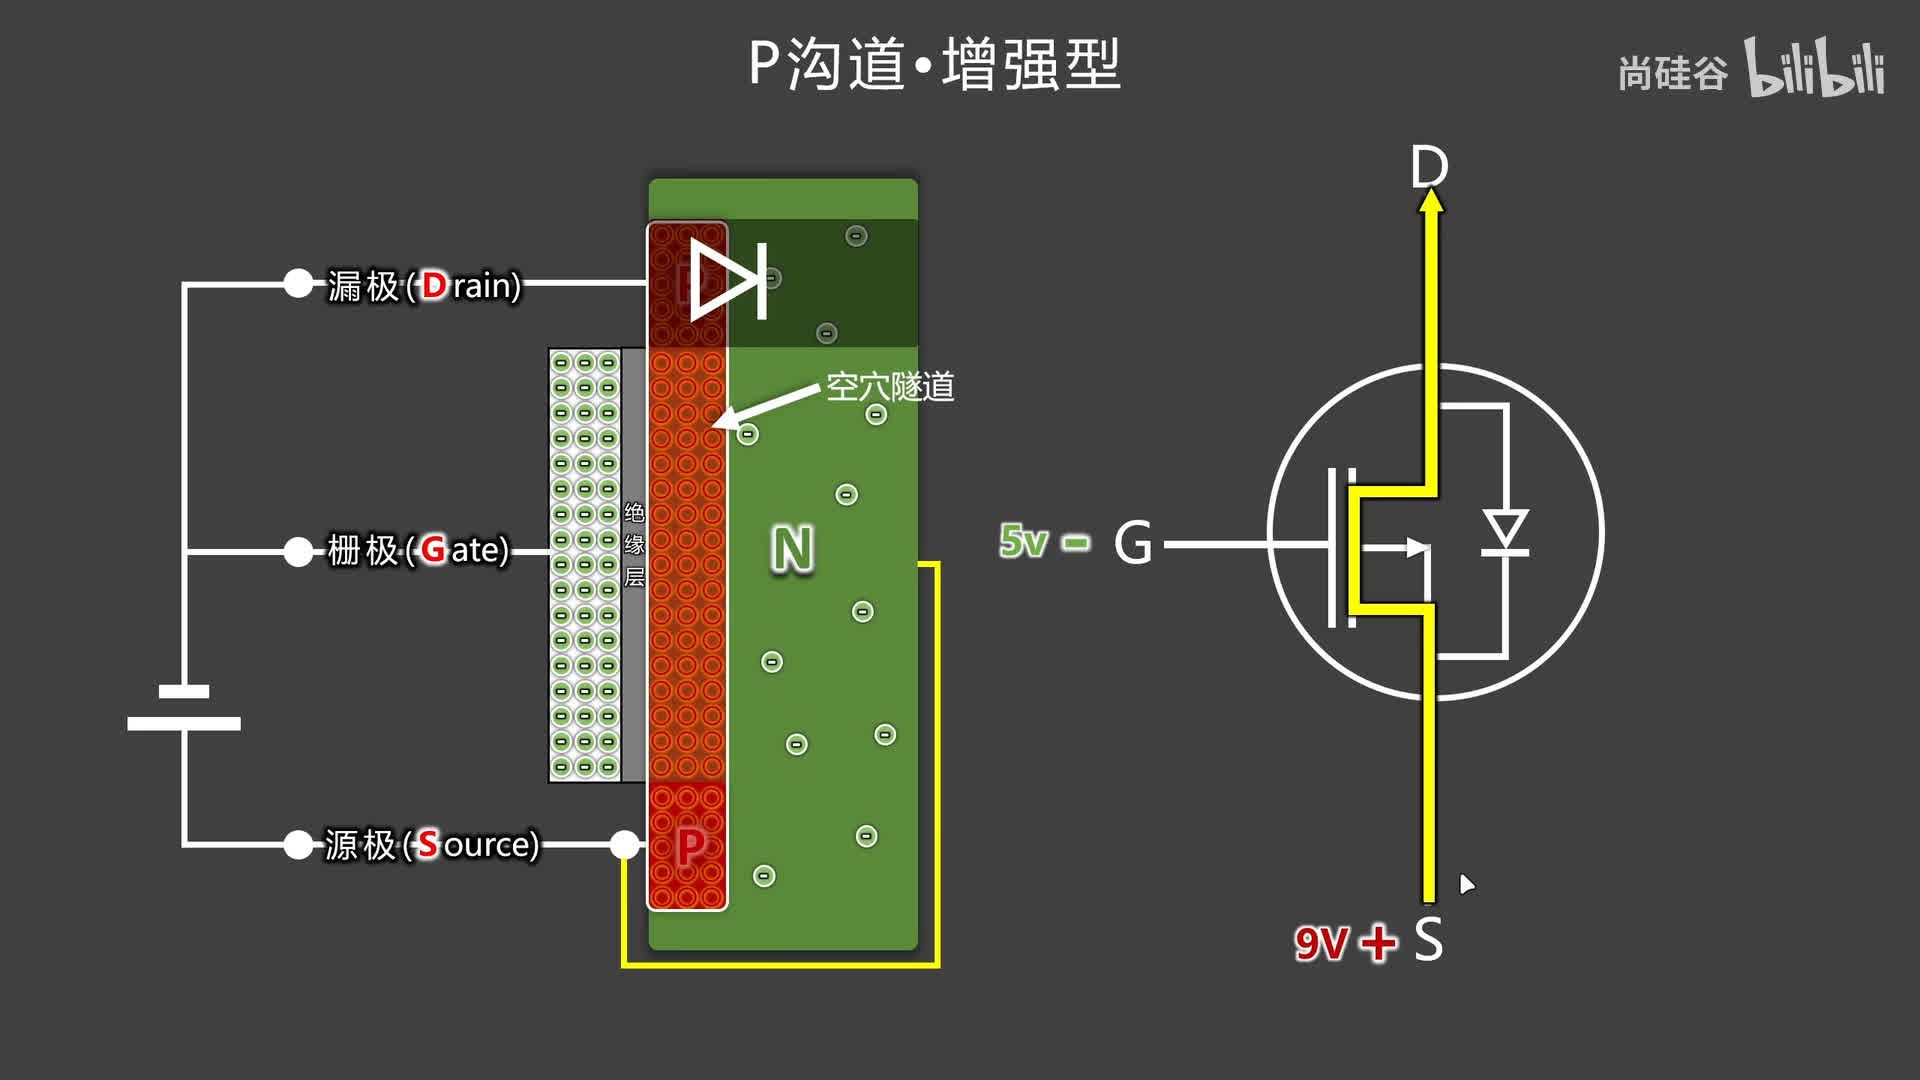 P沟道•增强型
尚硅谷 bilibili
D
漏极(Drain)
P
空穴隧道
绝缘层
栅极(Gate)
N
5v - G
源极(Source)
P
9V + S